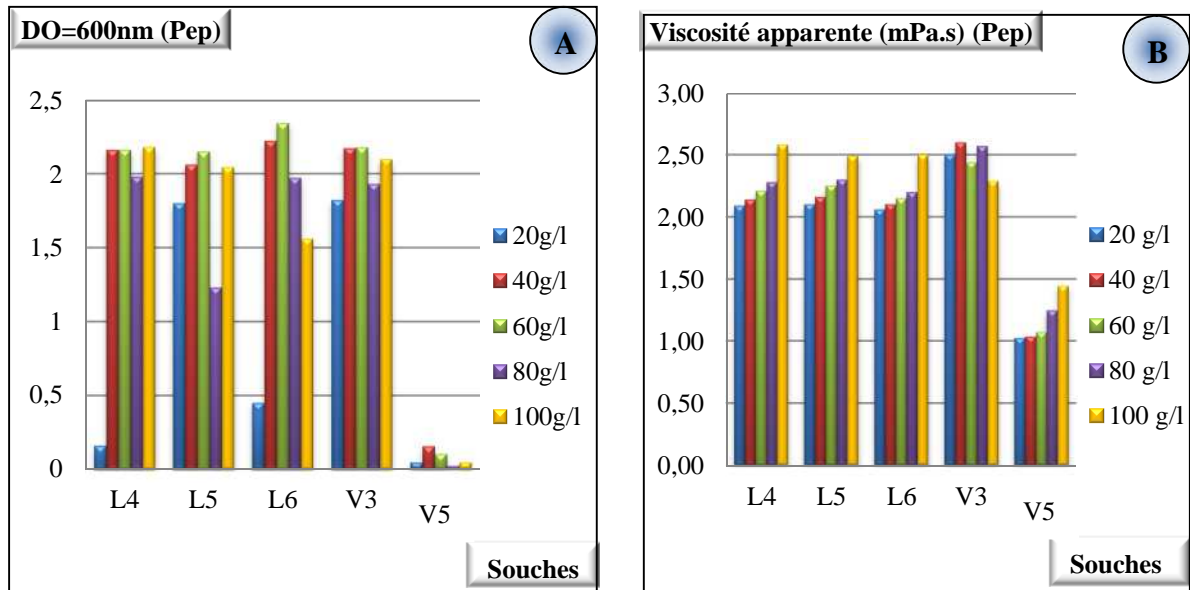 DO=600nm (Pep)
A
2,5
2
1,5
1
0,5
0
L4
L5
L6
V3
V5
20g/l
40g/l
60g/l
80g/l
100g/l
Souches
Viscosité apparente (mPa.s) (Pep)
B
3,00
2,50
2,00
1,50
1,00
0,50
0,00
L4
L5
L6
V3
V5
20 g/l
40 g/l
60 g/l
80 g/l
100 g/l
Souches